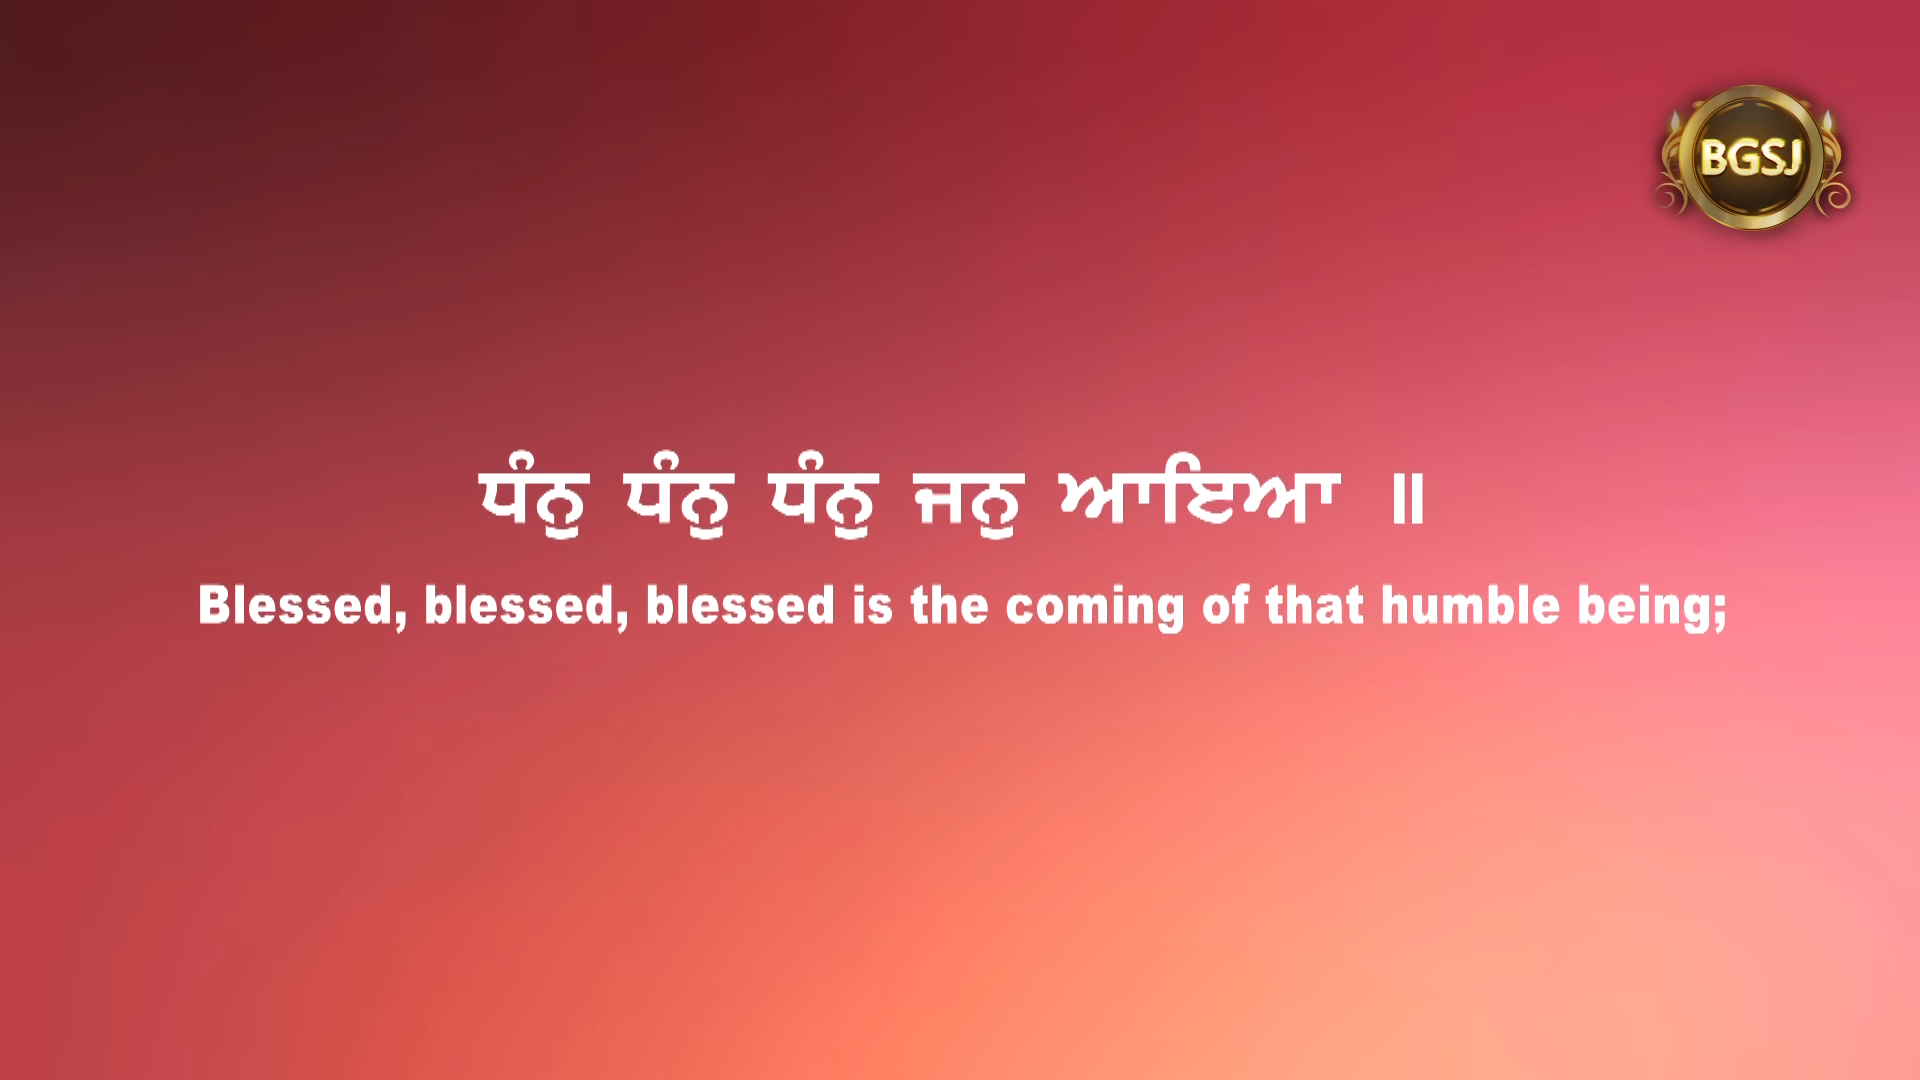 BGSJ
ਧੰਨੁ ਧੰਨੁ ਧੰਨੁ ਜਨੁ ਆਇਆ ॥
Blessed, blessed, blessed is the coming of that humble being;